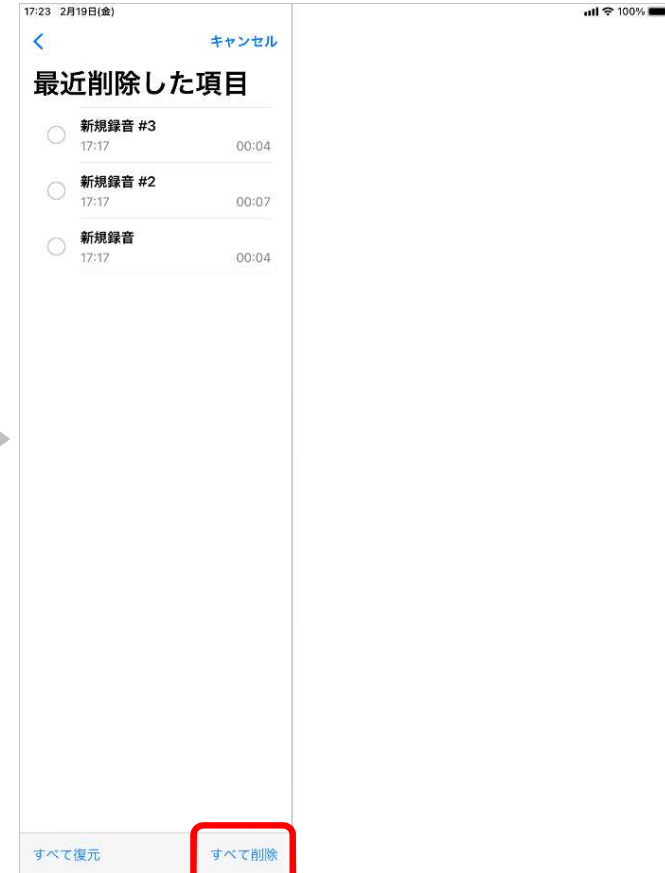 17:23 2月19日(金) 100%
キャンセル
最近削除した項目
新規録音 #3
17:17 00:04
新規録音 #2
17:17 00:07
新規録音
17:17 00:04
すべて復元 すべて削除